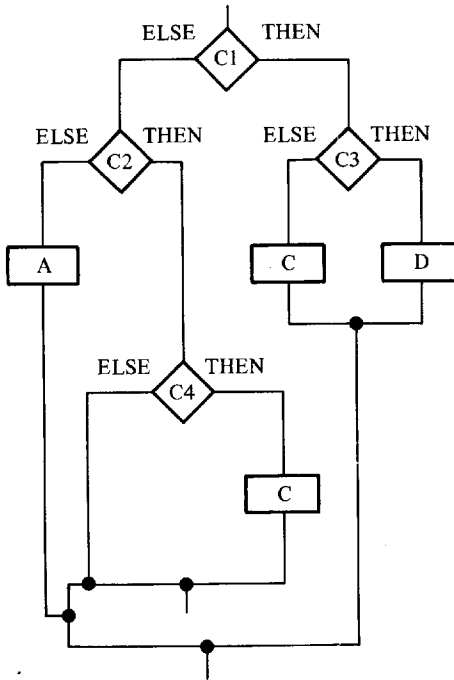 ELSE THEN
C1
ELSE THEN
C2
ELSE THEN
C3
A
C
D
ELSE THEN
C4
C